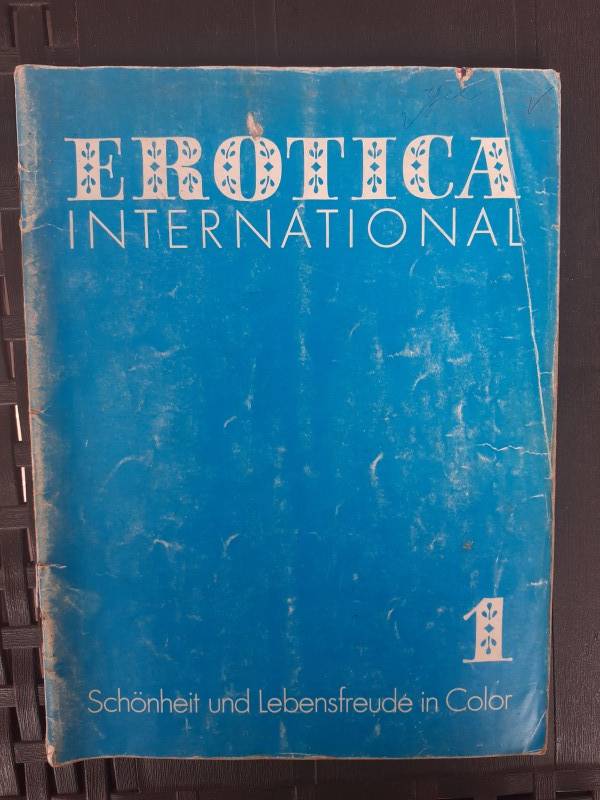 EROTICA
INTERNATIONAL
1
Schönheit und Lebensfreude in Color